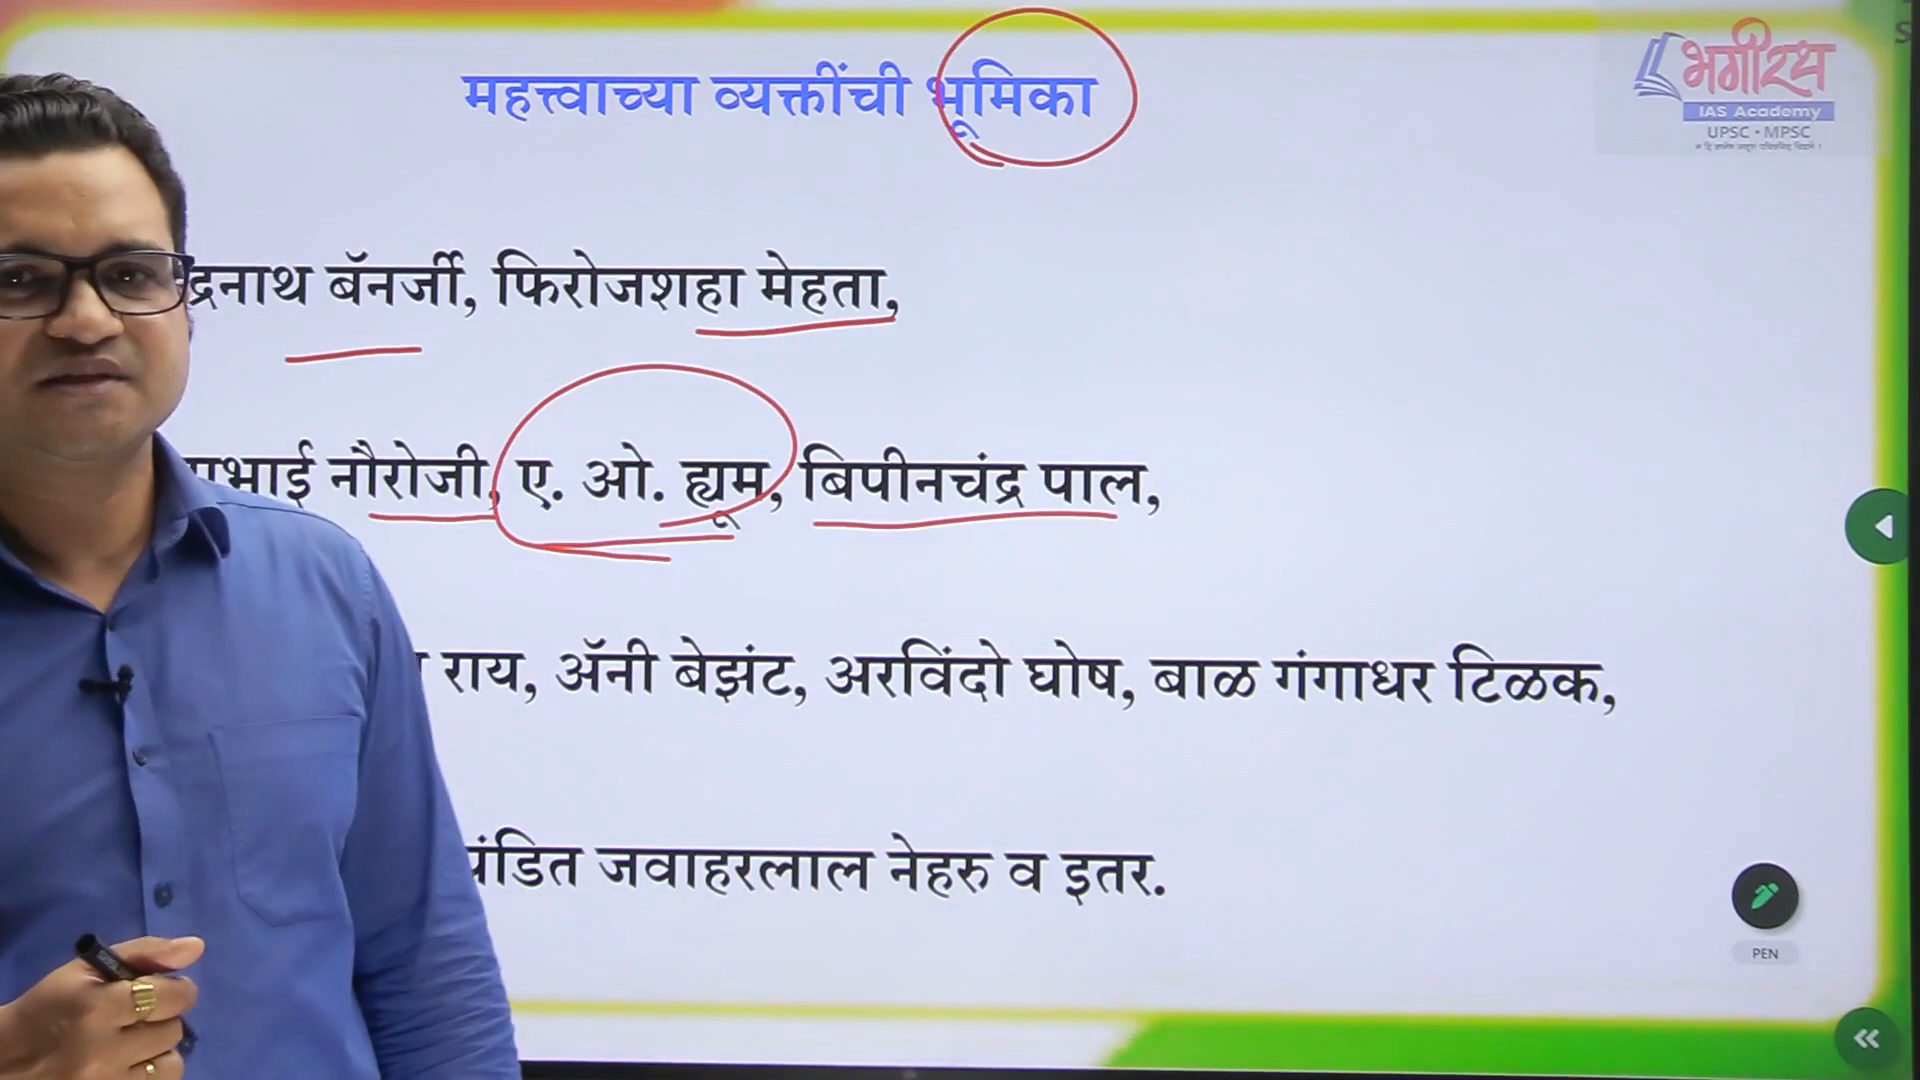 महत्त्वाच्या व्यक्तींची भूमिका
भगीरथ
IAS Academy
UPSC • MPSC
बॅनर्जी, फिरोजशहा मेहता,
नौरोजी, ए. ओ. ह्यूम, बिपीनचंद्र पाल,
राय, ॲनी बेझंट, अरविंदो घोष, बाळ गंगाधर टिळक,
पंडित जवाहरलाल नेहरु व इतर.
PEN